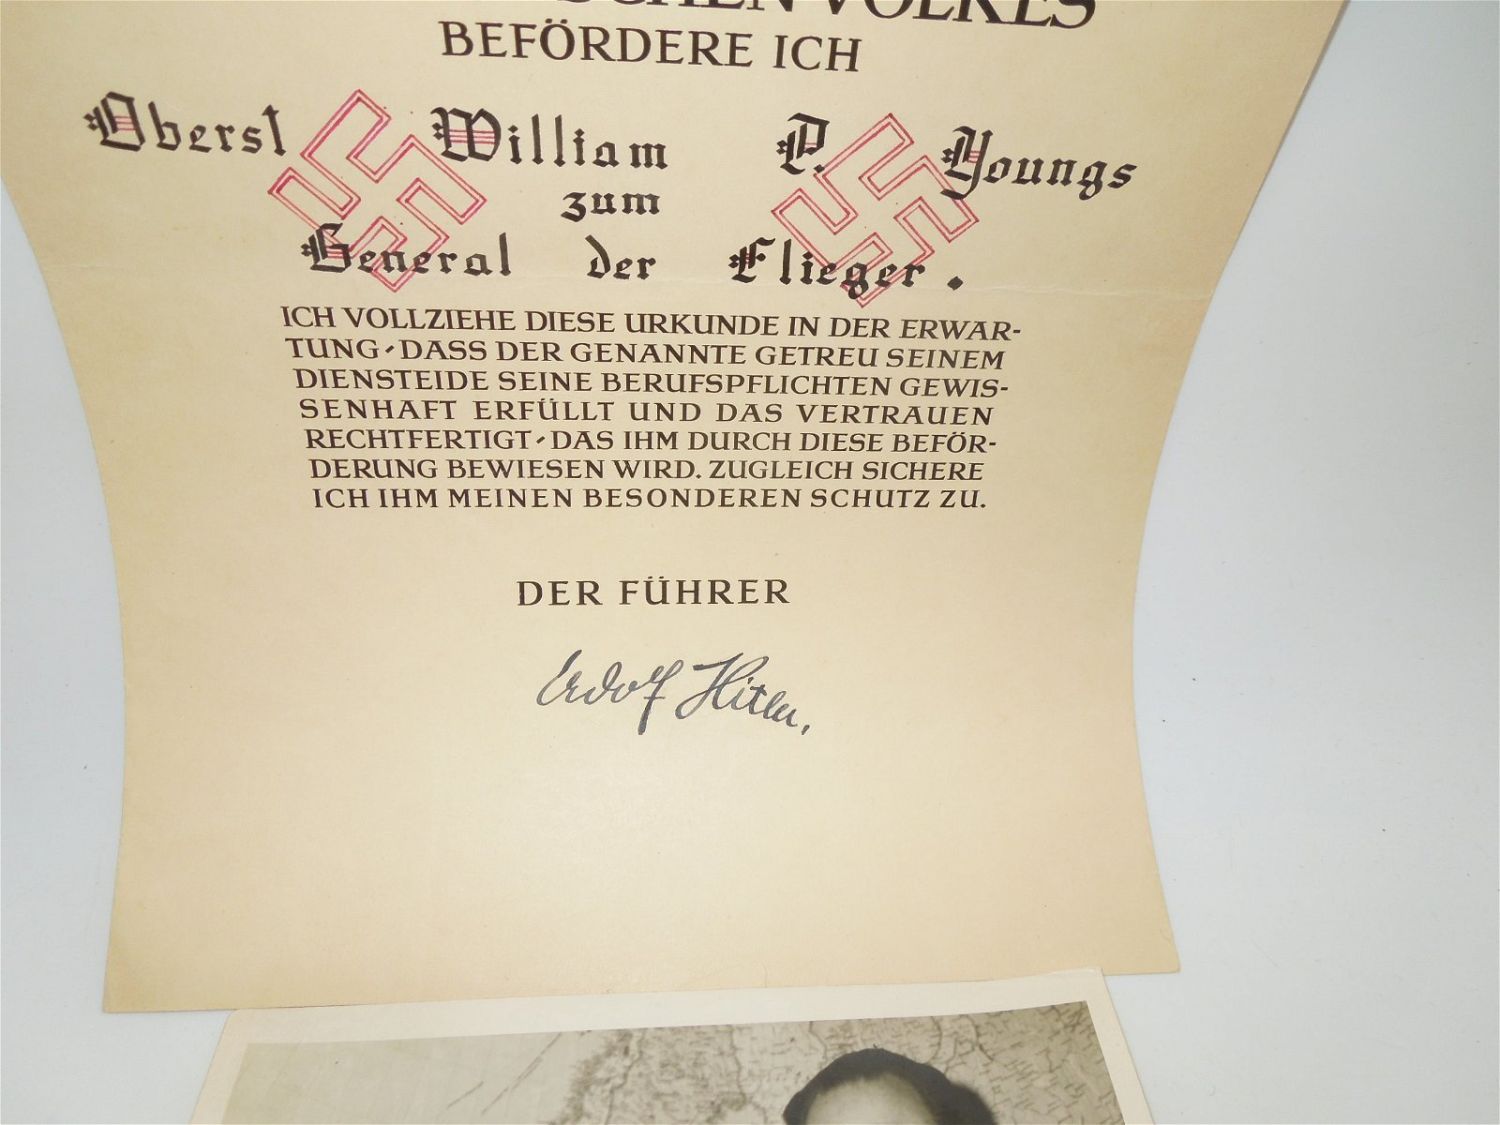 VOLKES
BEFÖRDERE ICH
Oberst William P. Youngs
zum
General der Flieger.
ICH VOLLZIEHE DIESE URKUNDE IN DER ERWAR-
TUNG, DASS DER GENANNTE GETREU SEINEM
DIENSTEIDE SEINE BERUFSPFLICHTEN GEWIS-
SENHAFT ERFÜLLT UND DAS VERTRAUEN
RECHTFERTIGT, DAS IHM DURCH DIESE BEFÖR-
DERUNG BEWIESEN WIRD. ZUGLEICH SICHERE
ICH IHM MEINEN BESONDEREN SCHUTZ ZU.
DER FÜHRER
Adolf Hitler.